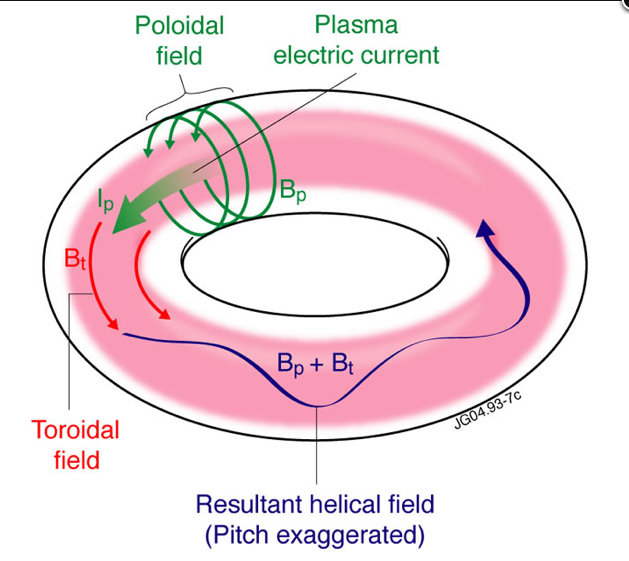 Poloidal
field
Plasma
electric current
Ip
Bp
Bt
Bp + Bt
JG04.93-7c
Toroidal
field
Resultant helical field
(Pitch exaggerated)